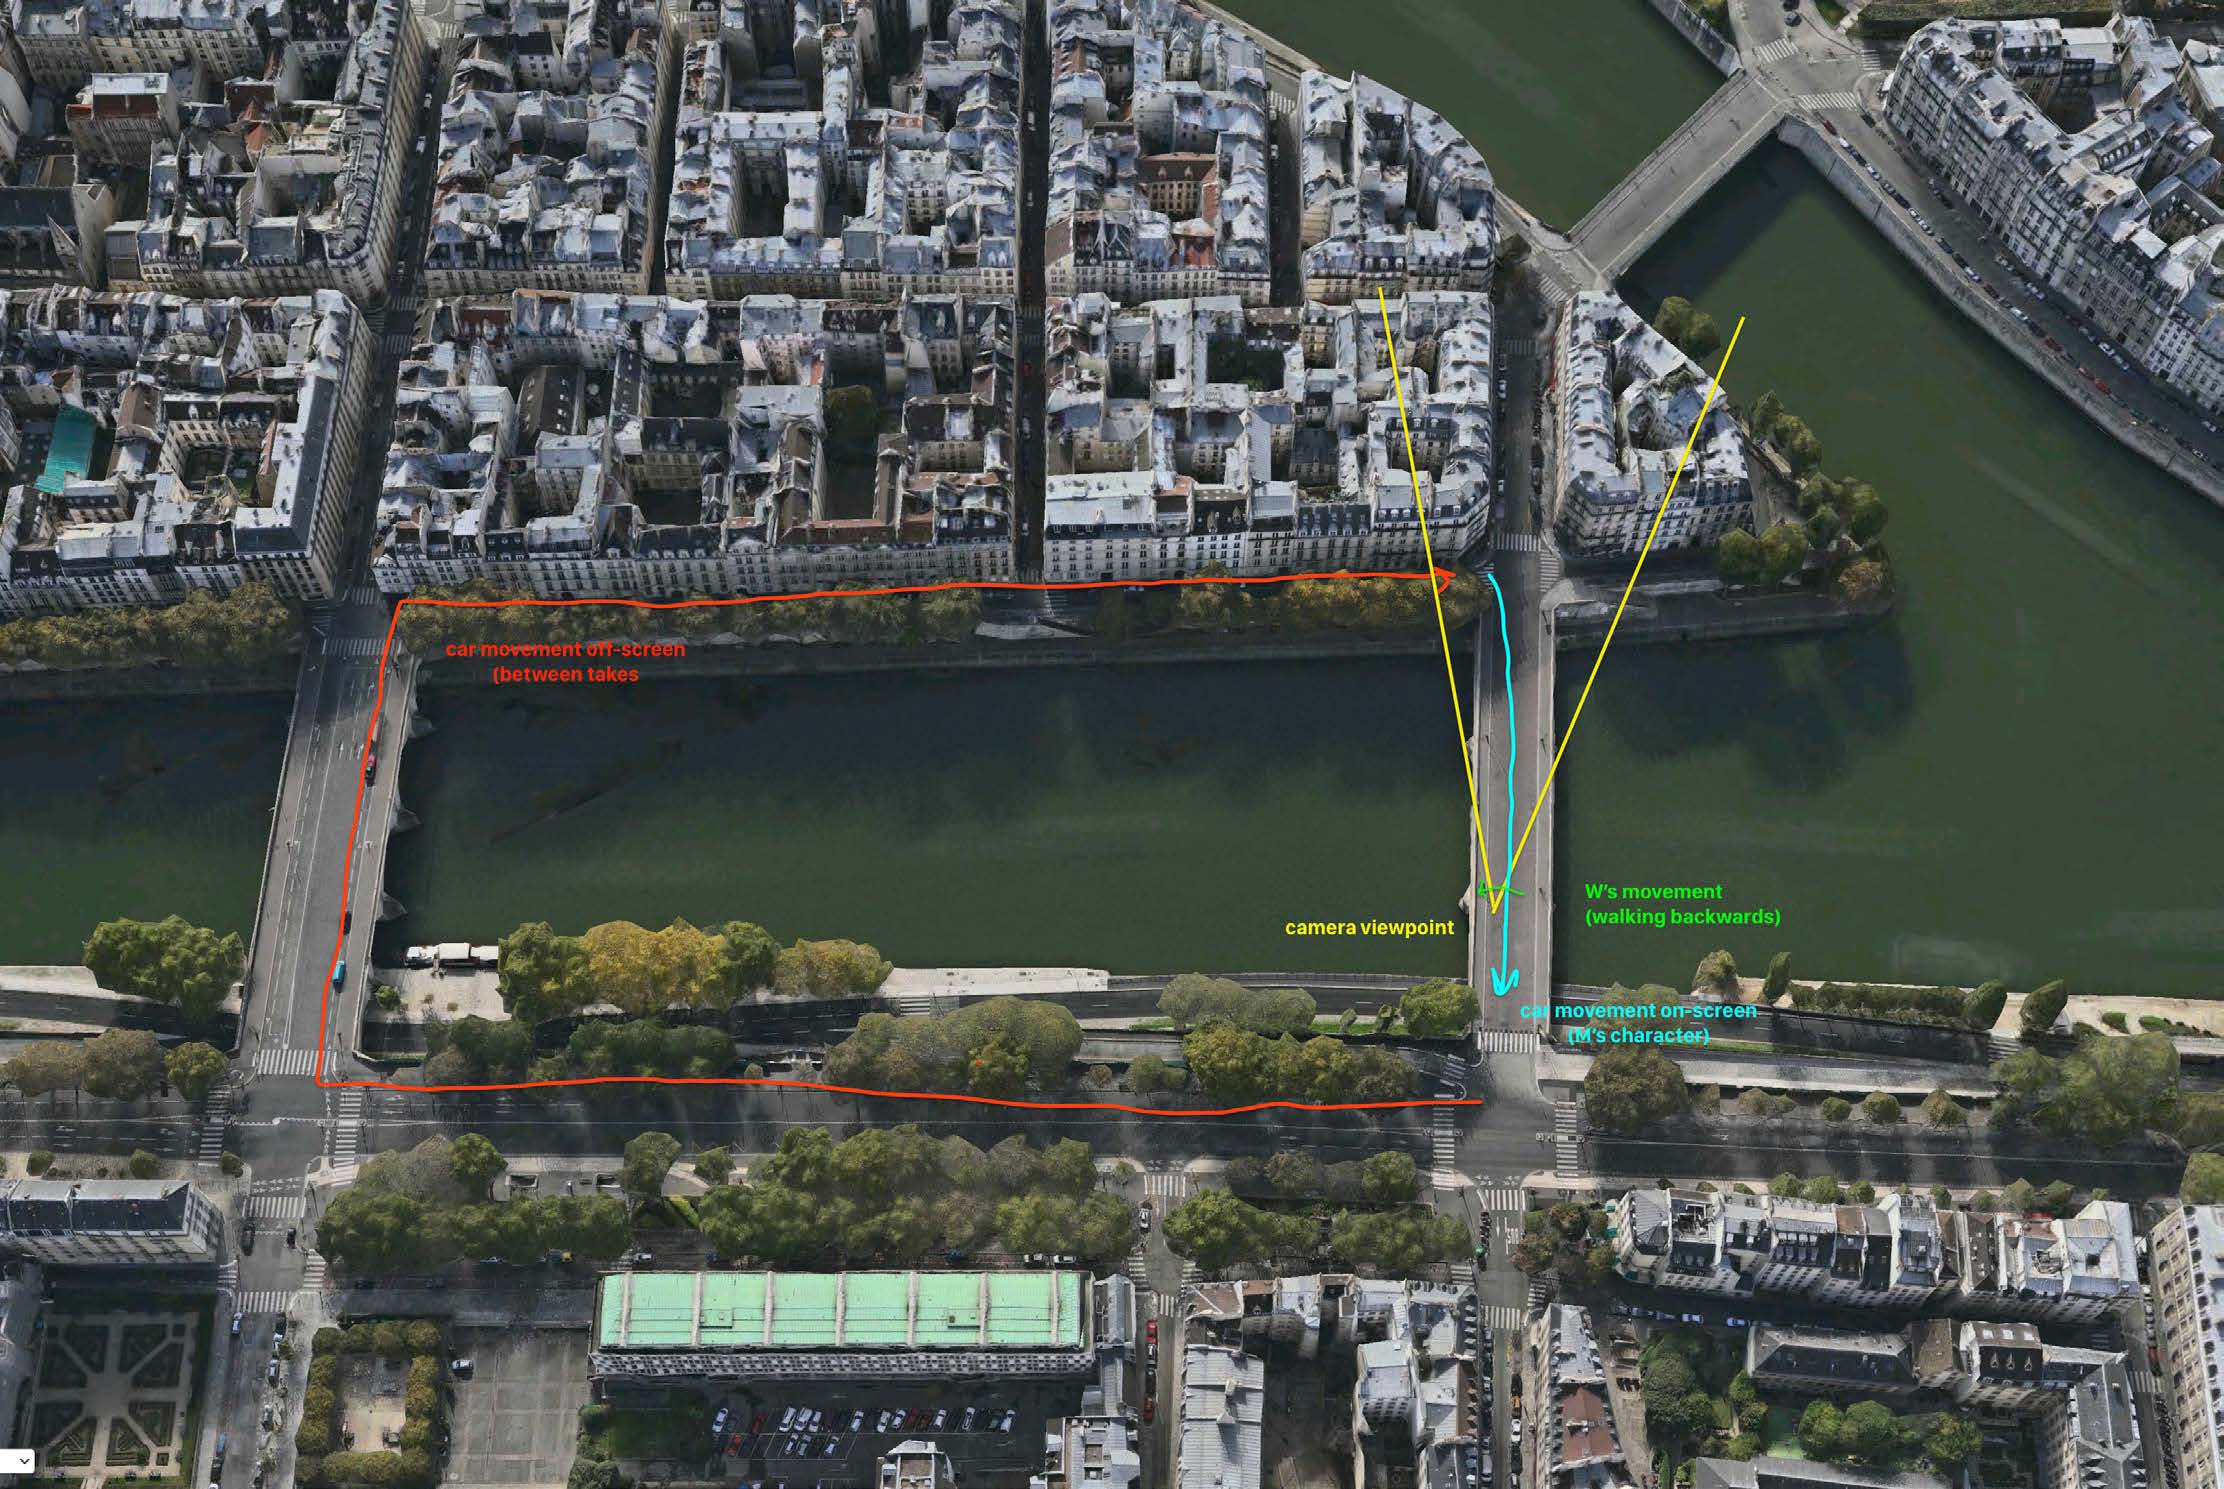 car movement off-screen
(between takes
W's movement
(walking backwards)
camera viewpoint
car movement on-screen
(M's character)